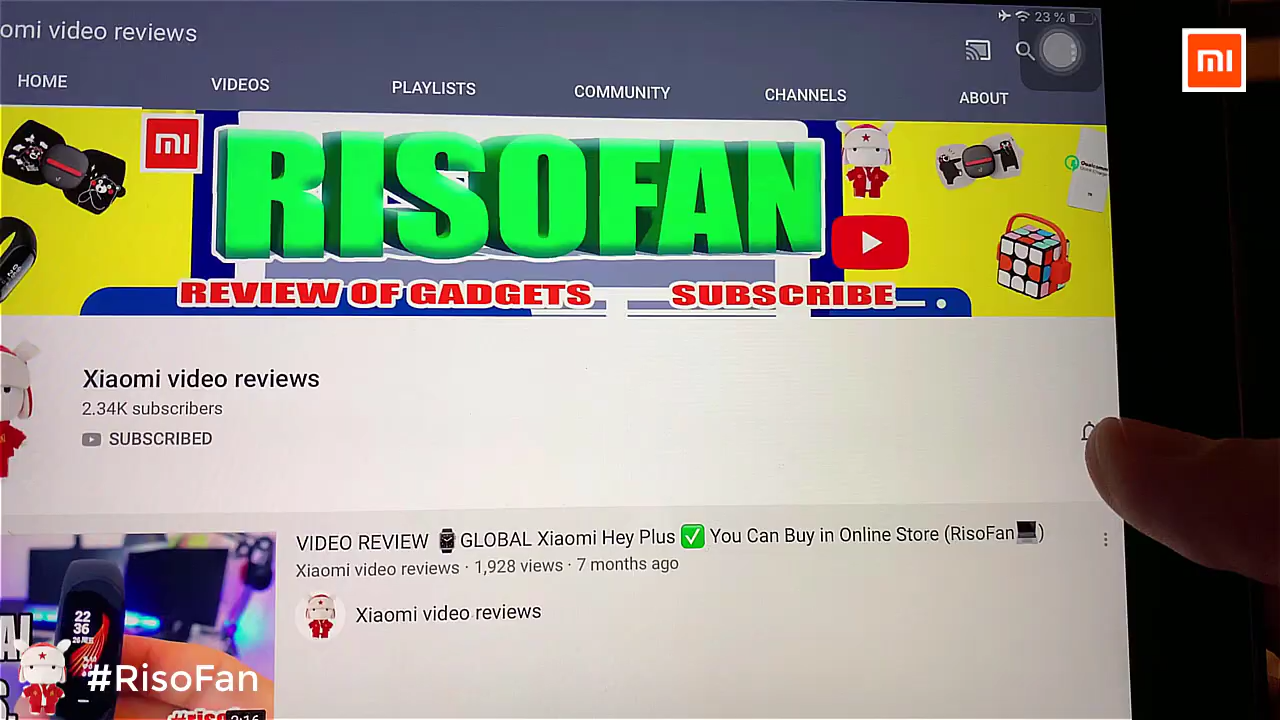 omi video reviews
23 %
HOME
VIDEOS
PLAYLISTS
COMMUNITY
CHANNELS
ABOUT
mi
mi
RISOFAN
REVIEW OF GADGETS
SUBSCRIBE
Xiaomi video reviews
2.34K subscribers
SUBSCRIBED
VIDEO REVIEW ⌚GLOBAL Xiaomi Hey Plus ✅ You Can Buy in Online Store (RisoFan💻)
Xiaomi video reviews · 1,928 views · 7 months ago
Xiaomi video reviews
22
36
#RisoFan